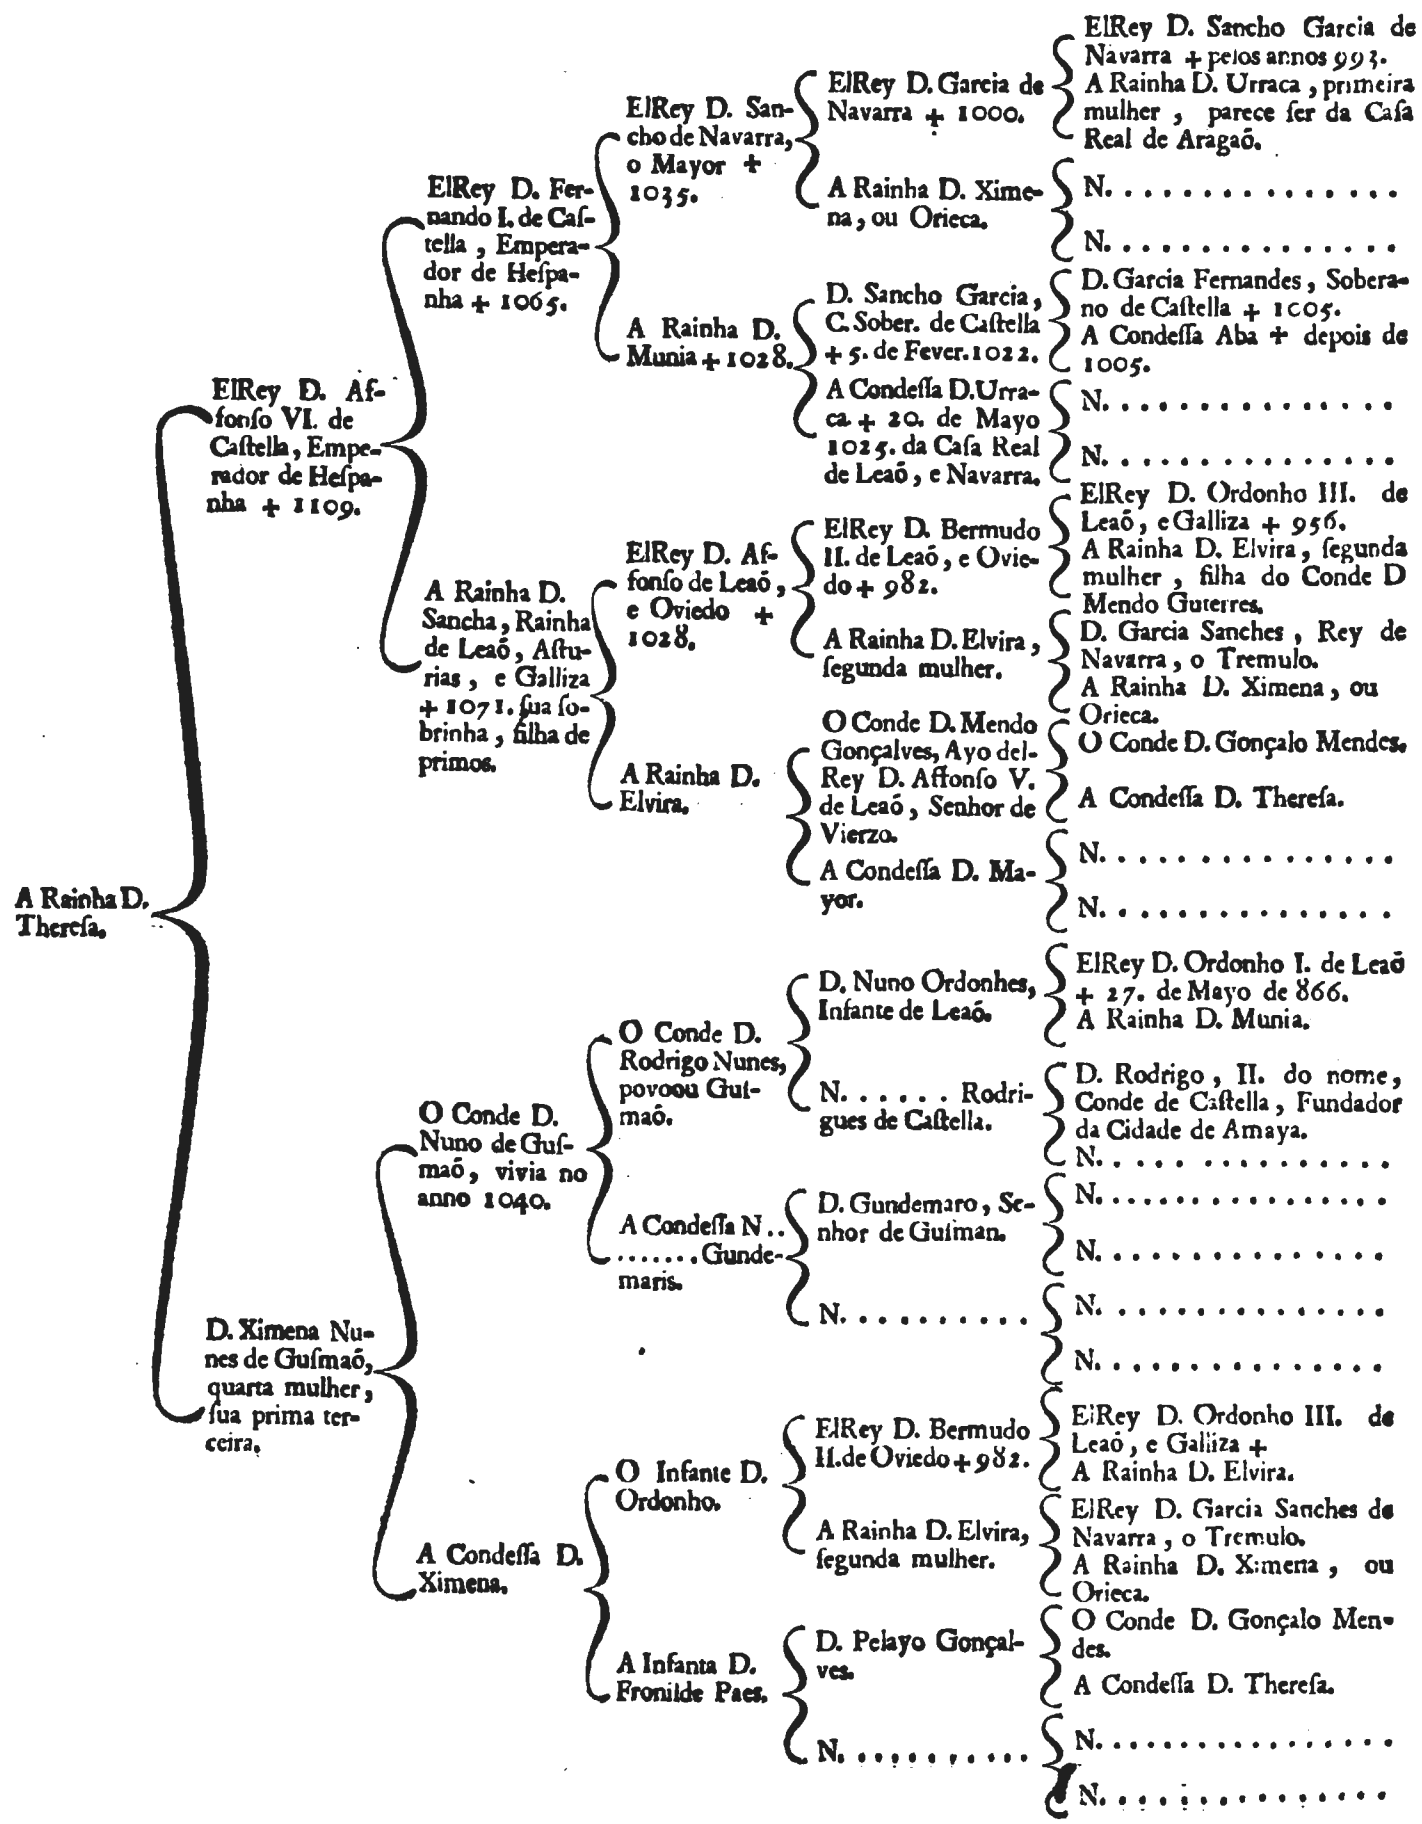 A Rainha D.
Thereſa.
ElRey D. Af-
fonſo VI. de
Caſtella, Empe-
rador de Heſpa-
nha + 1109.
D. Ximena Nu-
nes de Guſmaõ,
quarta mulher,
ſua prima ter-
ceira.
ElRey D. Fer-
nando I. de Caſ-
tella, Empera-
dor de Heſpa-
nha + 1065.
A Rainha D.
Sancha, Rainha
de Leaõ, Aſtu-
rias, e Galliza
+ 1071. ſua ſo-
brinha, filha de
primos.
O Conde D.
Nuno de Guſ-
maõ, vivia no
anno 1040.
A Condeſſa D.
Ximena.
ElRey D. San-
cho de Navarra,
o Mayor +
1035.
A Rainha D.
Munia + 1028.
ElRey D. Af-
fonſo de Leaõ,
e Oviedo +
1028.
A Rainha D.
Elvira.
O Conde D.
Rodrigo Nunes,
povoou Guſ-
maõ.
A Condeſſa N..
....... Gunde-
maris.
O Infante D.
Ordonho.
A Infanta D.
Fronilde Paes.
ElRey D. Garcia de
Navarra + 1000.
A Rainha D. Xime-
na, ou Orieca.
D. Sancho Garcia,
C. Sober. de Caſtella
+ 5. de Fever. 1022.
A Condeſſa D. Urra-
ca + 20. de Mayo
1025. da Caſa Real
de Leaõ, e Navarra.
ElRey D. Bermudo
II. de Leaõ, e Ovie-
do + 982.
A Rainha D. Elvira,
ſegunda mulher.
O Conde D. Mendo
Gonçalves, Ayo del-
Rey D. Affonſo V.
de Leaõ, Senhor de
Vierzo.
A Condeſſa D. Ma-
yor.
D. Nuno Ordonhes,
Infante de Leaõ.
N. . . . . . . Rodri-
gues de Caſtella.
D. Gundemaro, Se-
nhor de Guſman.
N. . . . . . . . . . .
ElRey D. Bermudo
II. de Oviedo + 982.
A Rainha D. Elvira,
ſegunda mulher.
D. Pelayo Gonçal-
ves.
N. . . . . . . . . . .
ElRey D. Sancho Garcia de
Navarra + pelos annos 993.
A Rainha D. Urraca, primeira
mulher, parece ſer da Caſa
Real de Aragaõ.
N. . . . . . . . . . . . . . .
N. . . . . . . . . . . . . . .
D. Garcia Fernandes, Sobera-
no de Caſtella + 1005.
A Condeſſa Aba + depois de
1005.
N. . . . . . . . . . . . . . .
N. . . . . . . . . . . . . . .
ElRey D. Ordonho III. de
Leaõ, e Galliza + 956.
A Rainha D. Elvira, ſegunda
mulher, filha do Conde D
Mendo Guterres.
D. Garcia Sanches, Rey de
Navarra, o Tremulo.
A Rainha D. Ximena, ou
Orieca.
O Conde D. Gonçalo Mendes.
A Condeſſa D. Thereſa.
N. . . . . . . . . . . . . . .
N. . . . . . . . . . . . . . .
ElRey D. Ordonho I. de Leaõ
+ 27. de Mayo de 866.
A Rainha D. Munia.
D. Rodrigo, II. do nome,
Conde de Caſtella, Fundador
da Cidade de Amaya.
N. . . . . . . . . . . . . . .
N. . . . . . . . . . . . . . .
N. . . . . . . . . . . . . . .
N. . . . . . . . . . . . . . .
N. . . . . . . . . . . . . . .
ElRey D. Ordonho III. de
Leaõ, e Galliza +
A Rainha D. Elvira.
ElRey D. Garcia Sanches de
Navarra, o Tremulo.
A Rainha D. Ximena, ou
Orieca.
O Conde D. Gonçalo Men-
des.
A Condeſſa D. Thereſa.
N. . . . . . . . . . . . . . .
N. . . . . . . . . . . . . . .